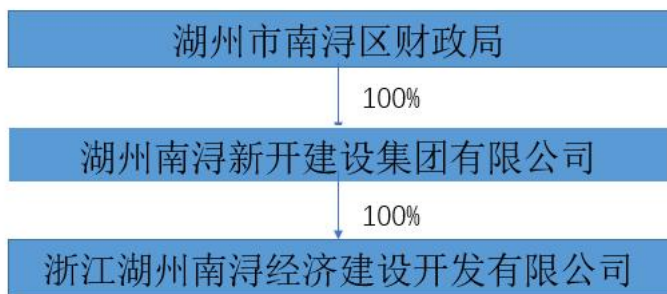 湖州市南浔区财政局
100%
湖州南浔新开建设集团有限公司
100%
浙江湖州南浔经济建设开发有限公司